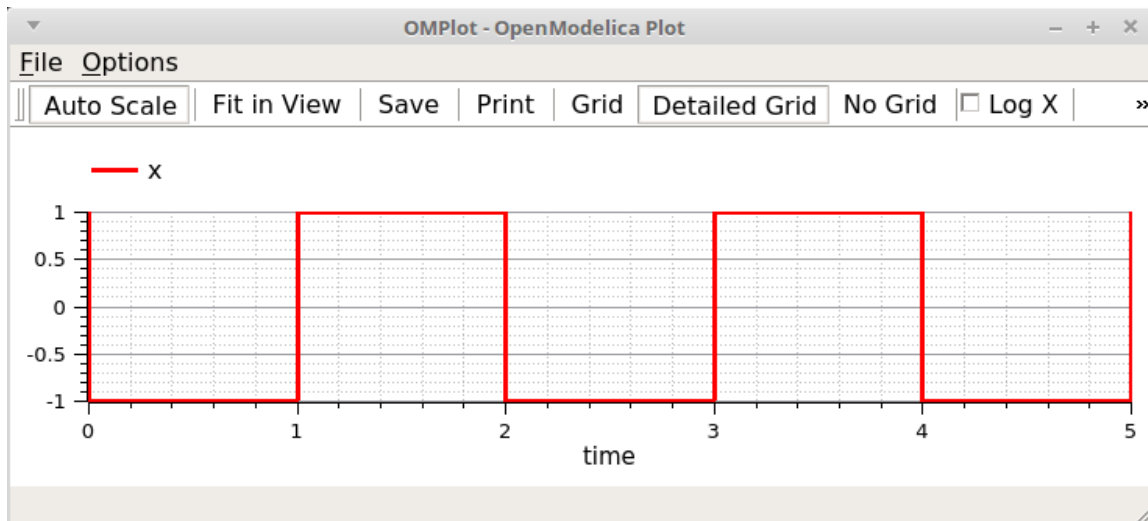 OMPlot - OpenModelica Plot
File Options
Auto Scale Fit in View Save Print Grid Detailed Grid No Grid Log X »
x
1
0.5
0
-0.5
-1
0 1 2 3 4 5
time